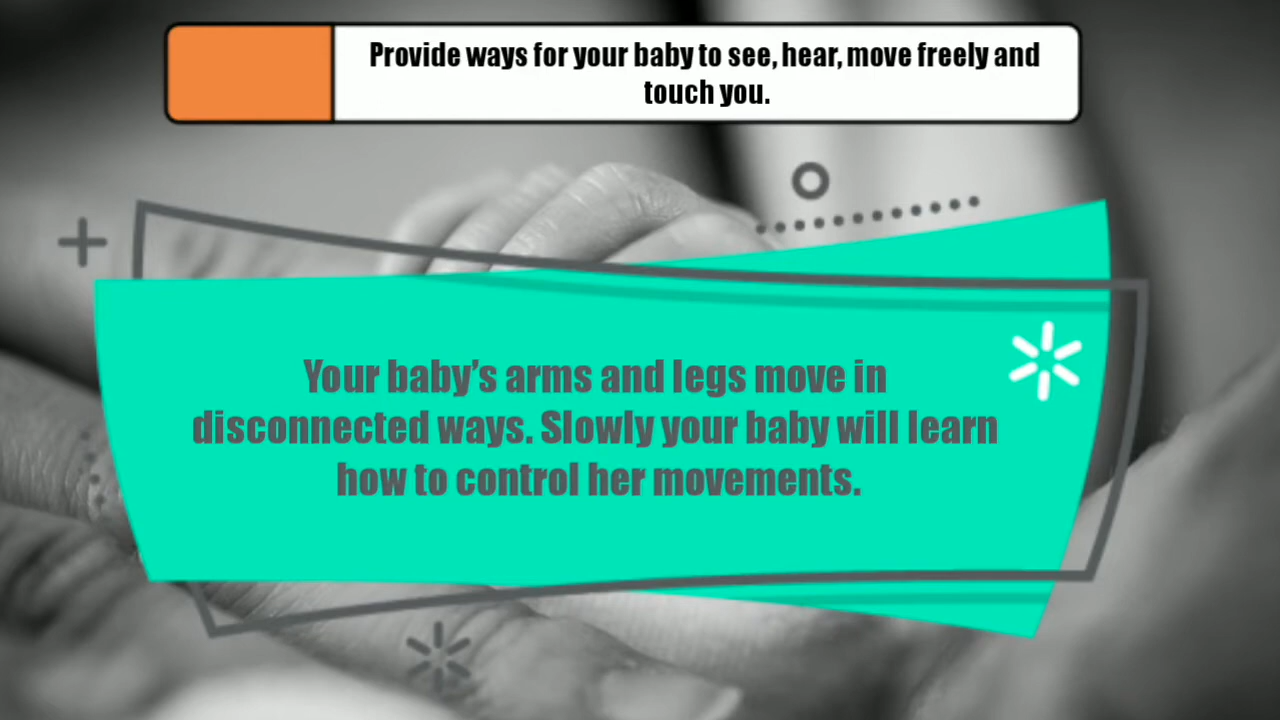 Provide ways for your baby to see, hear, move freely and
touch you.
Your baby’s arms and legs move in
disconnected ways. Slowly your baby will learn
how to control her movements.